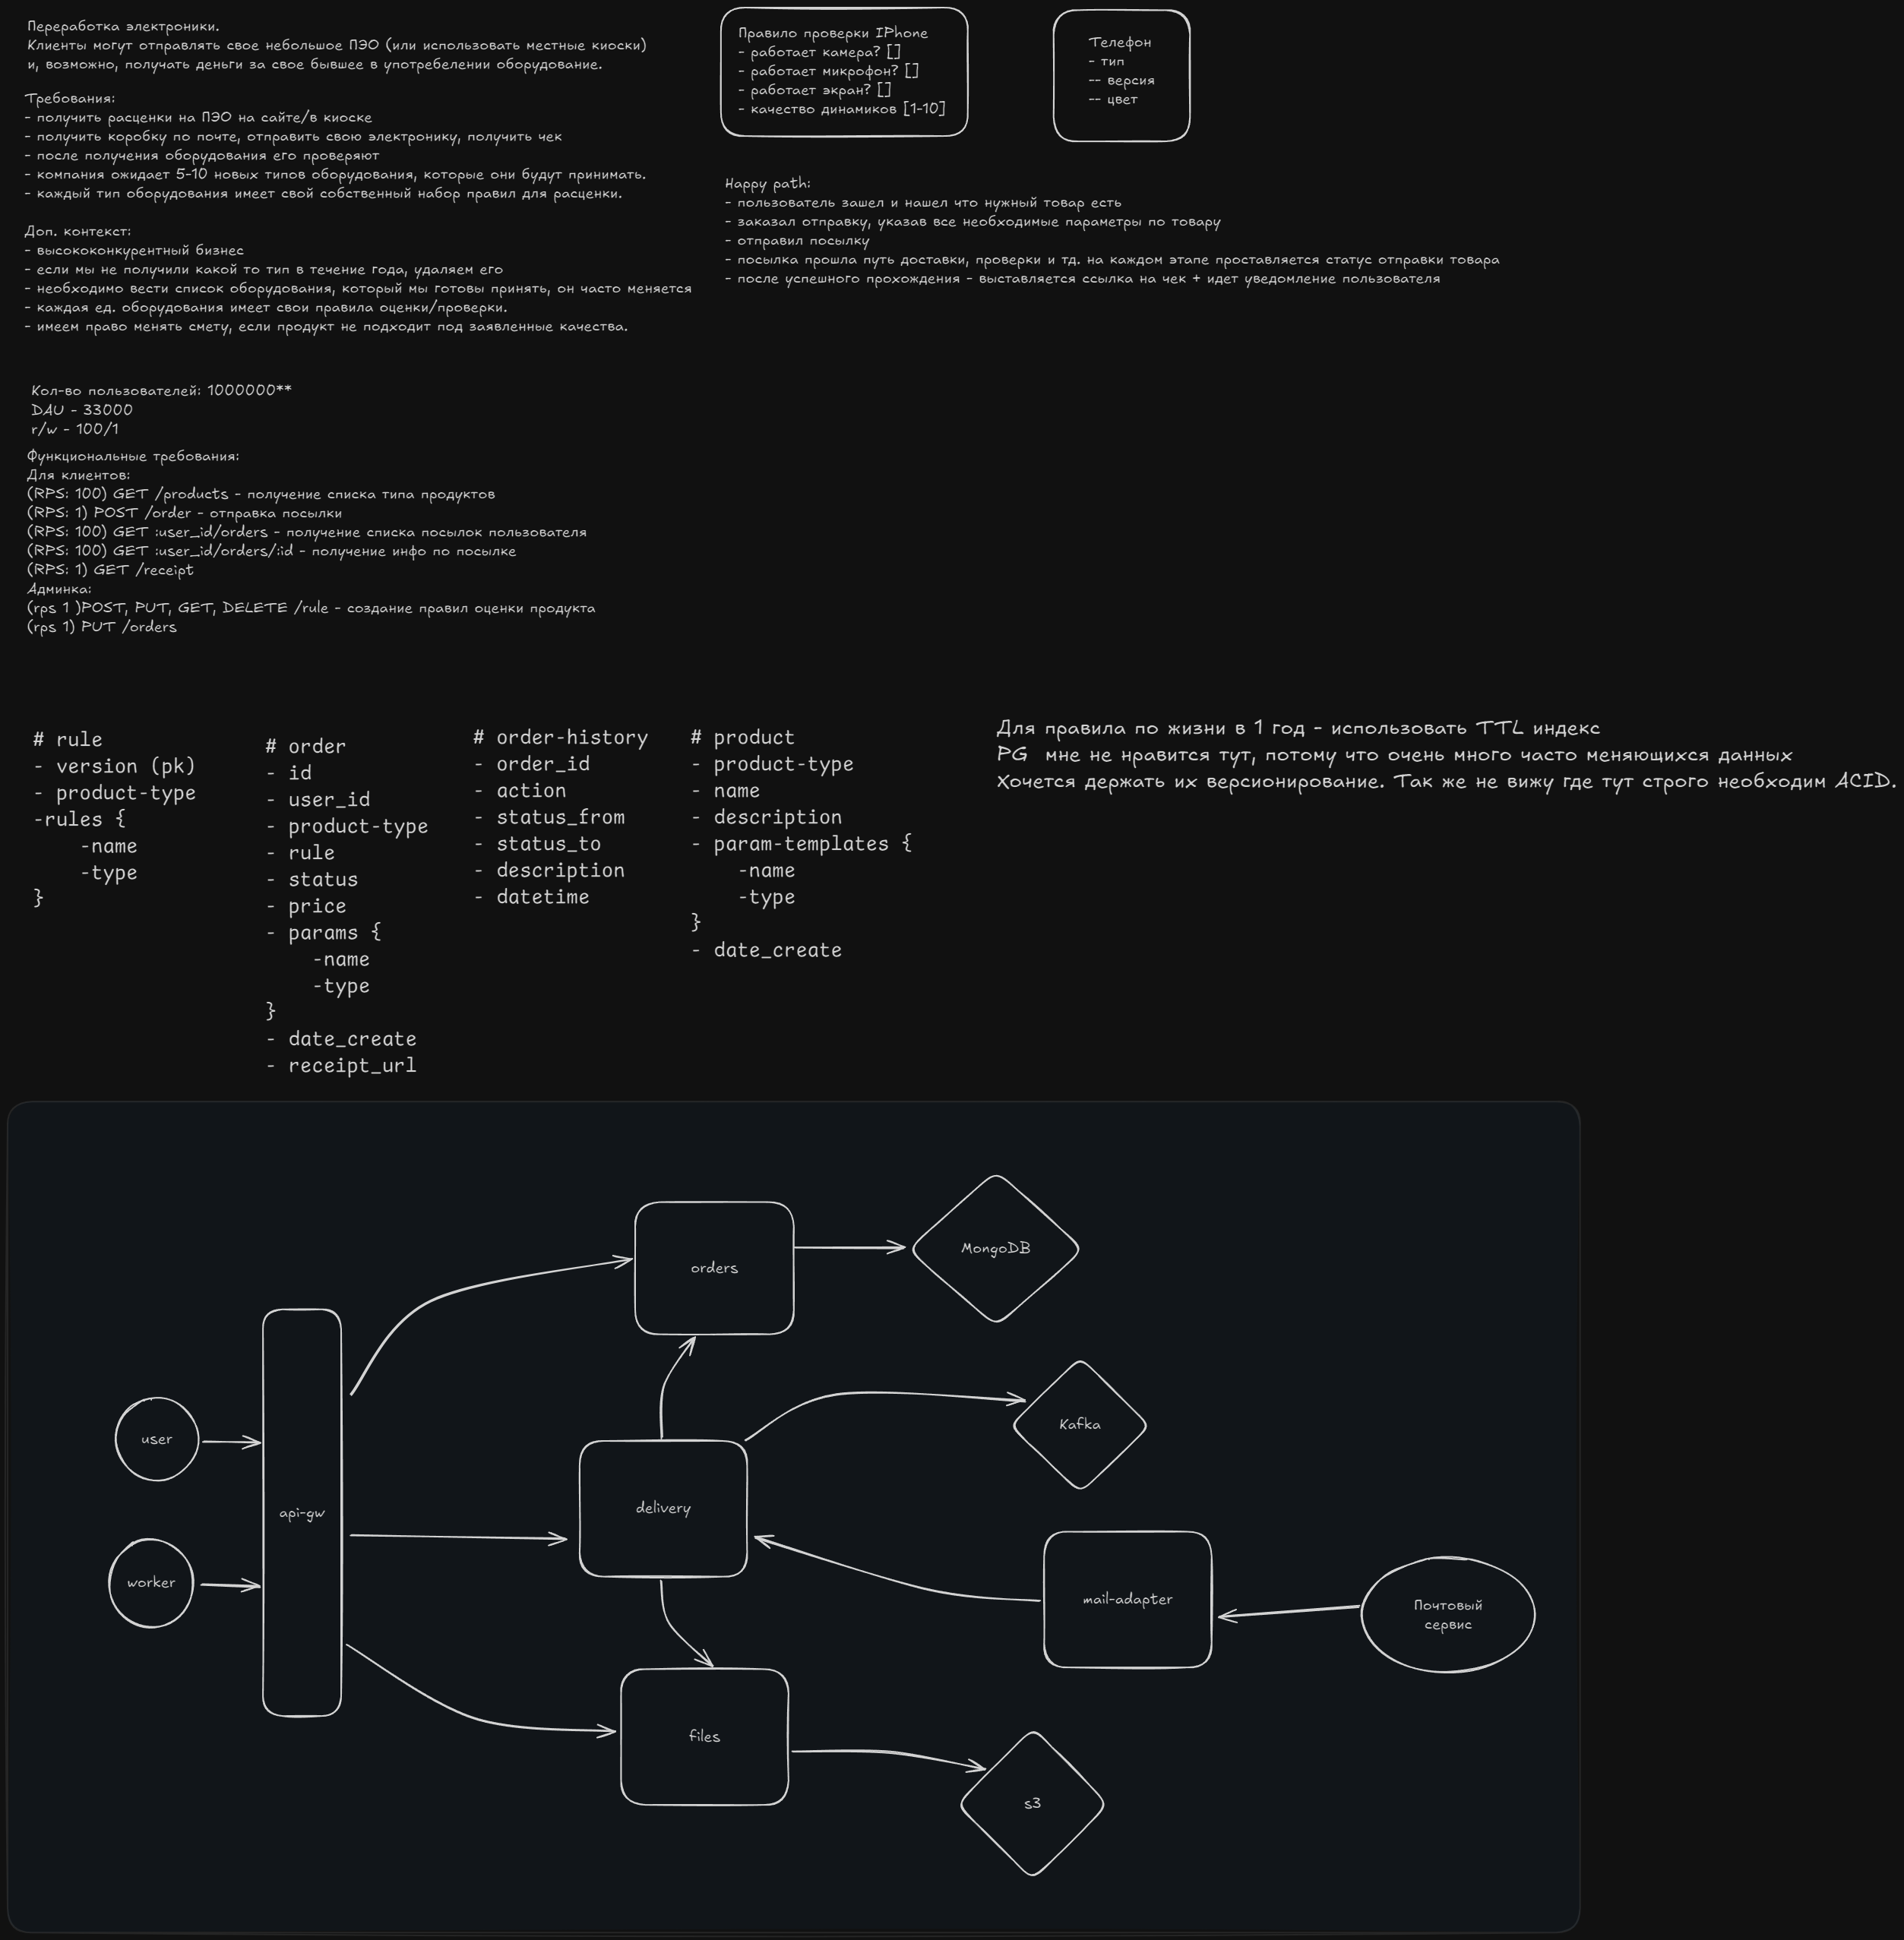 Переработка электроники.
Клиенты могут отправлять свое небольшое ПЭО (или использовать местные киоски)
и, возможно, получать деньги за свое бывшее в употребелении оборудование.
Требования:
- получить расценки на ПЭО на сайте/в киоске
- получить коробку по почте, отправить свою электронику, получить чек
- после получения оборудования его проверяют
- компания ожидает 5-10 новых типов оборудования, которые они будут принимать.
- каждый тип оборудования имеет свой собственный набор правил для расценки.
Доп. контекст:
- высококонкурентный бизнес
- если мы не получили какой то тип в течение года, удаляем его
- необходимо вести список оборудования, который мы готовы принять, он часто меняется
- каждая ед. оборудования имеет свои правила оценки/проверки.
- имеем право менять смету, если продукт не подходит под заявленные качества.
Правило проверки IPhone
- работает камера? []
- работает микрофон? []
- работает экран? []
- качество динамиков [1-10]
Телефон
- тип
-- версия
-- цвет
Happy path:
- пользователь зашел и нашел что нужный товар есть
- заказал отправку, указав все необходимые параметры по товару
- отправил посылку
- посылка прошла путь доставки, проверки и тд. на каждом этапе проставляется статус отправки товара
- после успешного прохождения - выставляется ссылка на чек + идет уведомление пользователя
Кол-во пользователей: 1000000**
DAU - 33000
r/w - 100/1
Функциональные требования:
Для клиентов:
(RPS: 100) GET /products - получение списка типа продуктов
(RPS: 1) POST /order - отправка посылки
(RPS: 100) GET :user_id/orders - получение списка посылок пользователя
(RPS: 100) GET :user_id/orders/:id - получение инфо по посылке
(RPS: 1) GET /receipt
Админка:
(rps 1 )POST, PUT, GET, DELETE /rule - создание правил оценки продукта
(rps 1) PUT /orders
# rule
- version (pk)
- product-type
-rules {
-name
-type
}
# order
- id
- user_id
- product-type
- rule
- status
- price
- params {
-name
-type
}
- date_create
- receipt_url
# order-history
- order_id
- action
- status_from
- status_to
- description
- datetime
# product
- product-type
- name
- description
- param-templates {
-name
-type
}
- date_create
Для правила по жизни в 1 год - использовать TTL индекс
PG мне не нравится тут, потому что очень много часто меняющихся данных
Хочется держать их версионирование. Так же не вижу где тут строго необходим ACID.
orders
MongoDB
user
Kafka
api-gw
delivery
worker
mail-adapter
Почтовый
сервис
files
s3